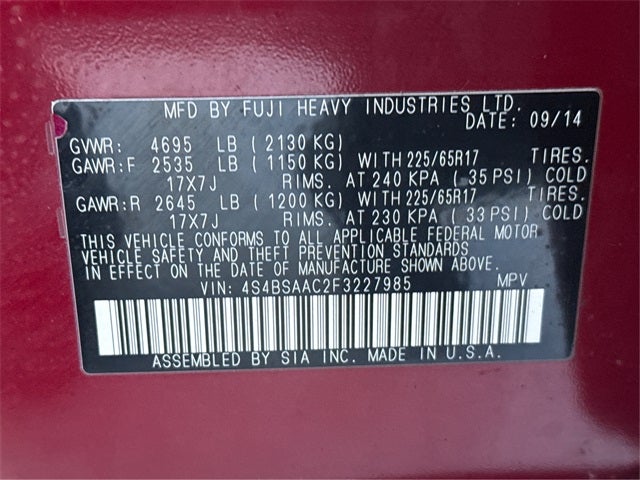 MFD BY FUJI HEAVY INDUSTRIES LTD.
DATE: 09/14
GVWR: 4695 LB ( 2130 KG)
GAWR:F 2535 LB ( 1150 KG) WITH 225/65R17 TIRES.
17X7J RIMS. AT 240 KPA ( 35 PSI) COLD
GAWR:R 2645 LB ( 1200 KG) WITH 225/65R17 TIRES.
17X7J RIMS. AT 230 KPA ( 33 PSI) COLD
THIS VEHICLE CONFORMS TO ALL APPLICABLE FEDERAL MOTOR
VEHICLE SAFETY AND THEFT PREVENTION STANDARDS
IN EFFECT ON THE DATE OF MANUFACTURE SHOWN ABOVE.
VIN: 4S4BSAAC2F3227985 MPV
ASSEMBLED BY SIA INC. MADE IN U.S.A.